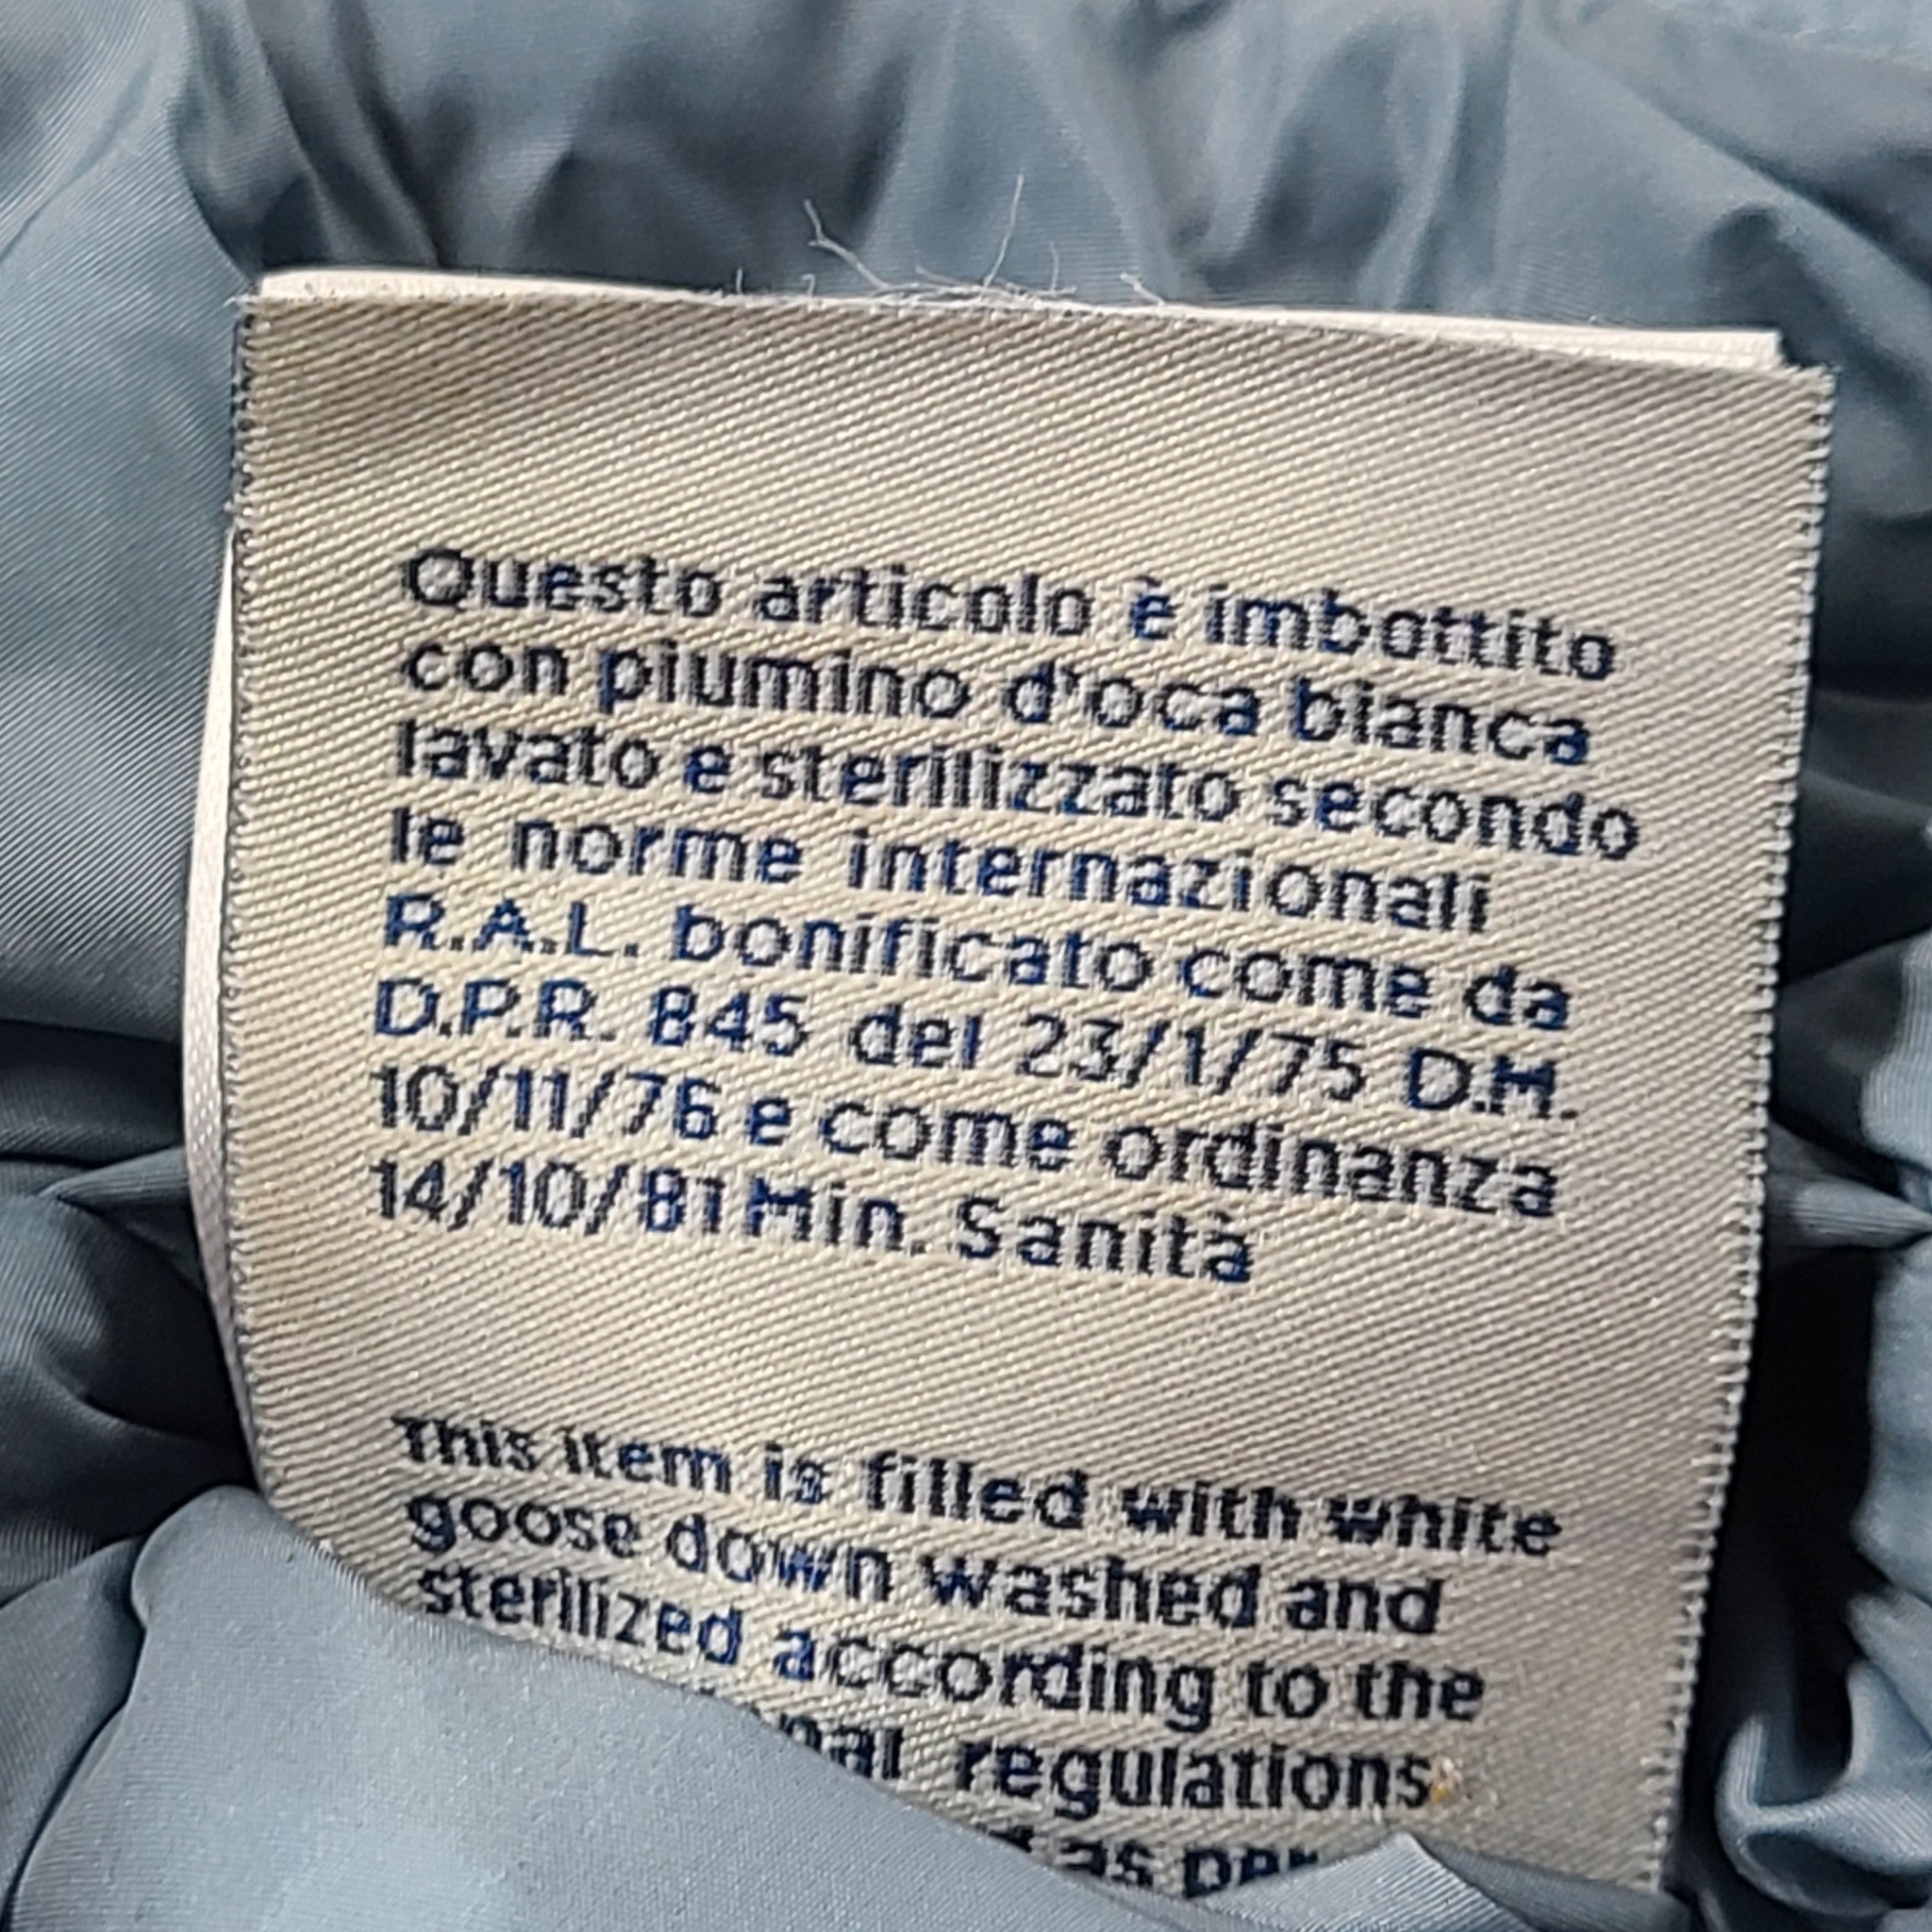 Questo articolo è imbottito
con piumino d'oca bianca
lavato e sterilizzato secondo
le norme internazionali
R.A.L. bonificato come da
D.P.R. 845 del 23/1/75 D.M.
10/11/76 e come ordinanza
14/10/81 Min. Sanità
This item is filled with white
goose down washed and
sterilized according to the
regulations
as per